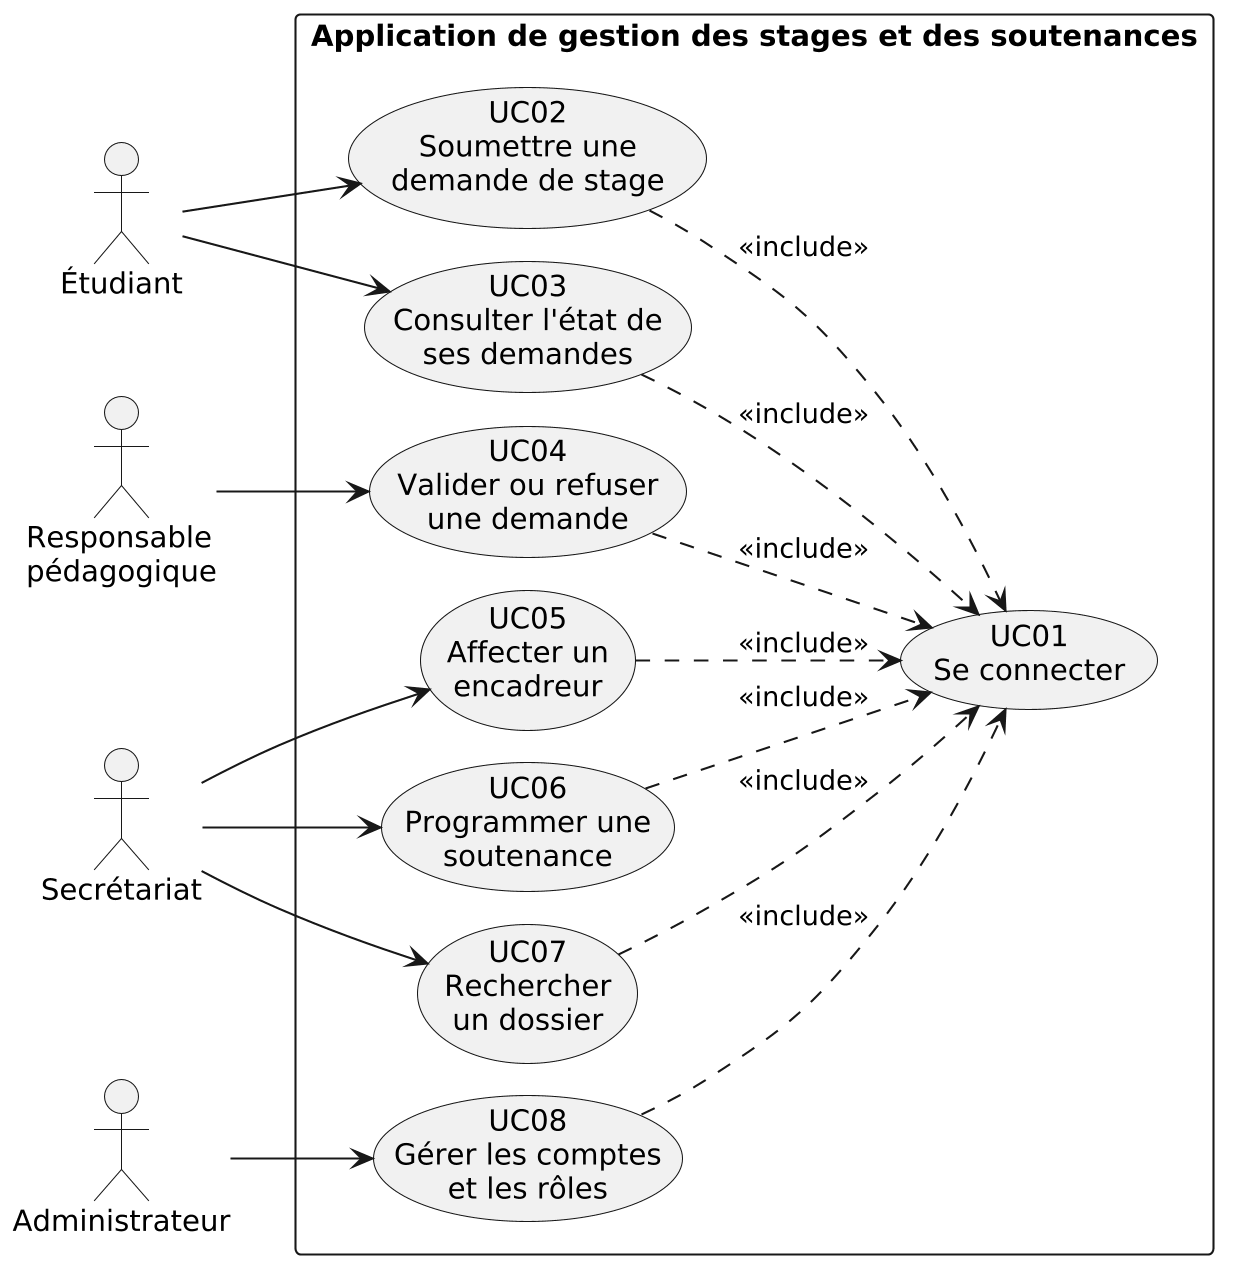 Application de gestion des stages et des soutenances
UC02
Soumettre une
demande de stage
«include»
Étudiant
UC03
Consulter l'état de
ses demandes
«include»
UC04
Valider ou refuser
une demande
Responsable
pédagogique
«include»
UC05
Affecter un
encadreur
«include»
UC01
Se connecter
«include»
UC06
Programmer une
soutenance
«include»
Secrétariat
«include»
UC07
Rechercher
un dossier
UC08
Gérer les comptes
et les rôles
Administrateur